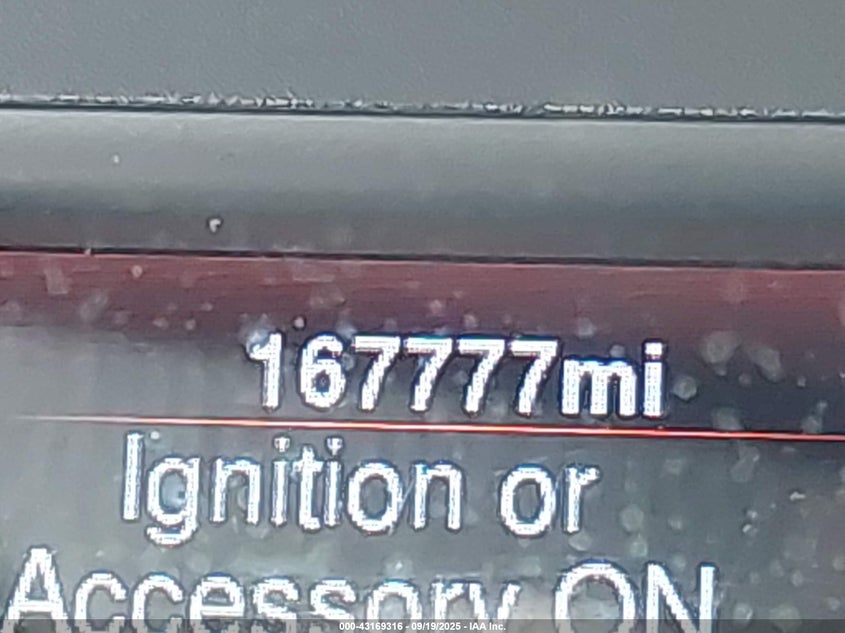 167777mi
Ignition or
Accessory ON
000-43169316 - 09/19/2025 - IAA Inc.